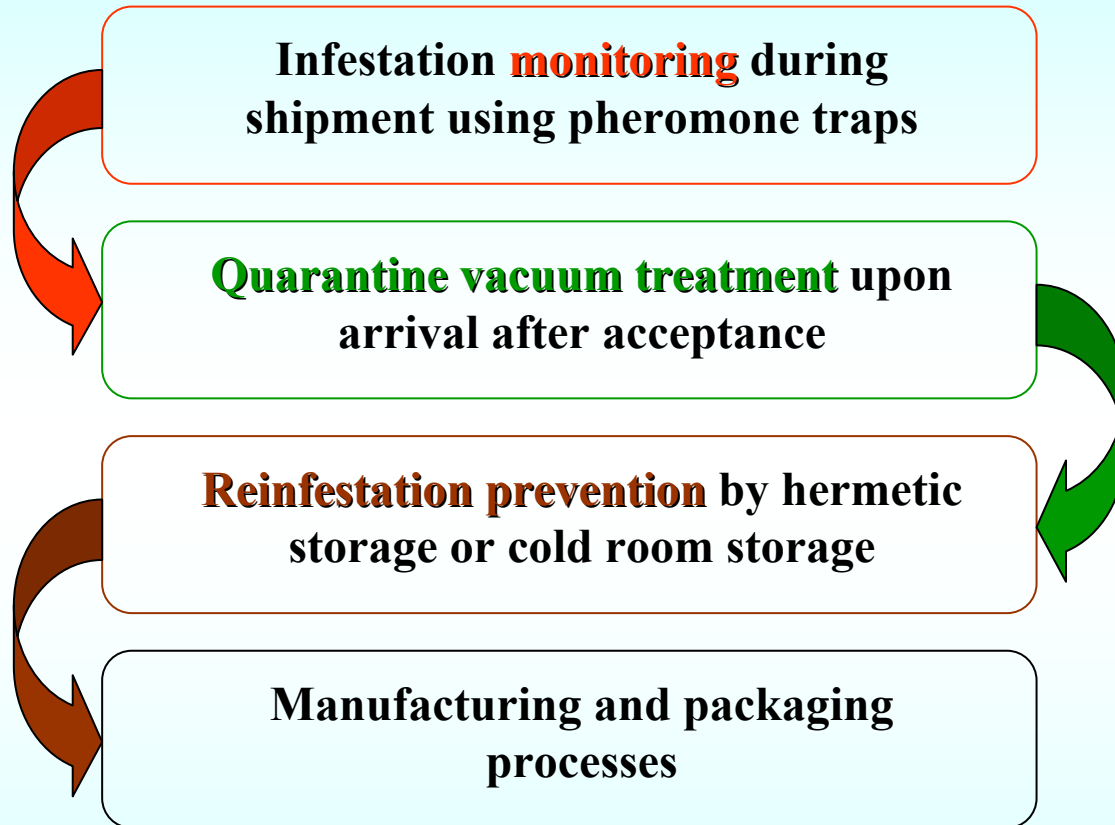 Infestation monitoring during
shipment using pheromone traps
Quarantine vacuum treatment upon
arrival after acceptance
Reinfestation prevention by hermetic
storage or cold room storage
Manufacturing and packaging
processes